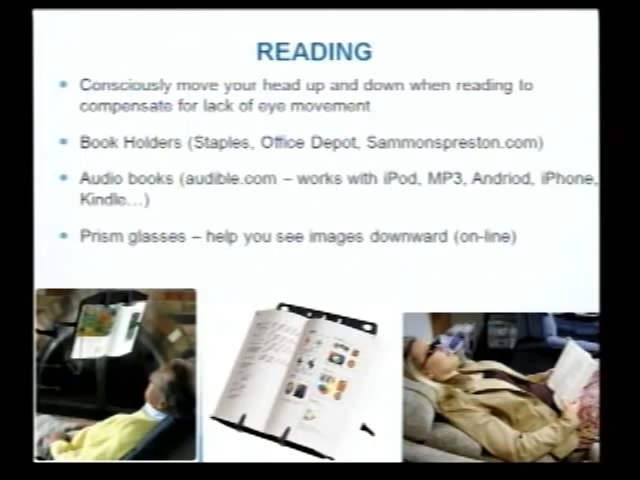 READING
Consciously move your head up and down when reading to
compensate for lack of eye movement
Book Holders (Staples, Office Depot, Sammonspreston.com)
Audio books (audible.com – works with iPod, MP3, Andriod, iPhone,
Kindle…)
Prism glasses – help you see images downward (on-line)